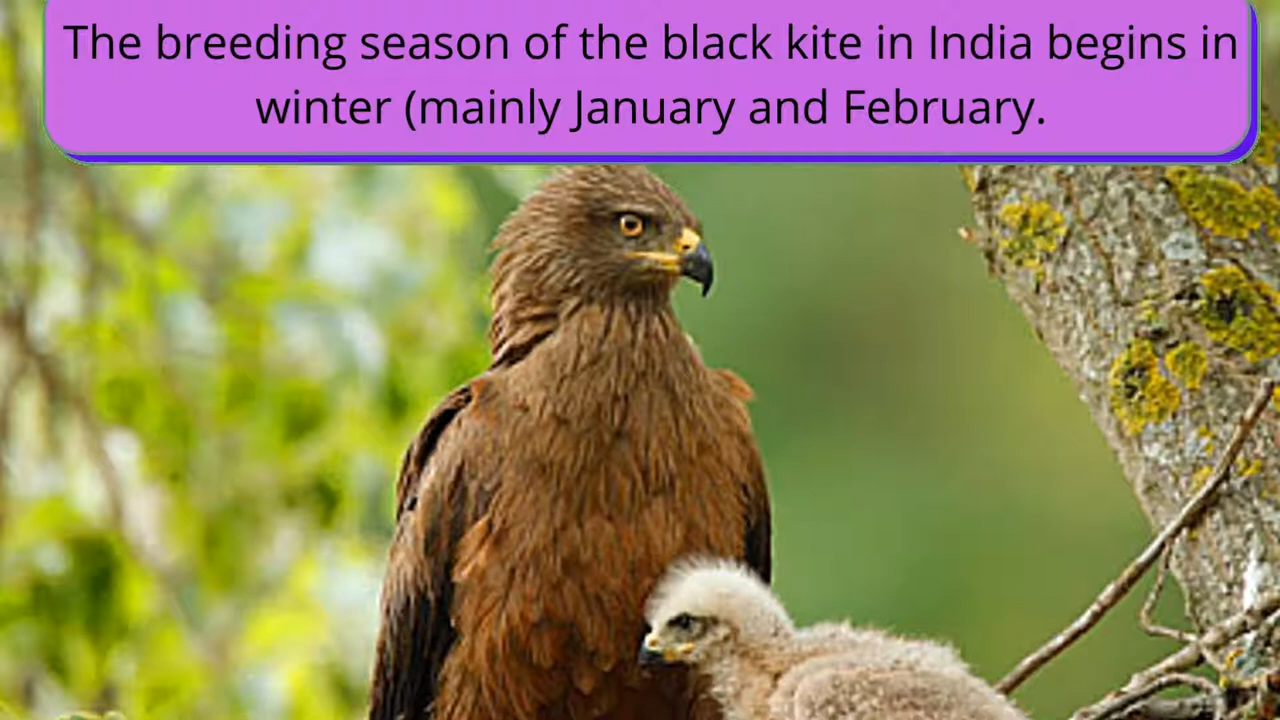 The breeding season of the black kite in India begins in
winter (mainly January and February.